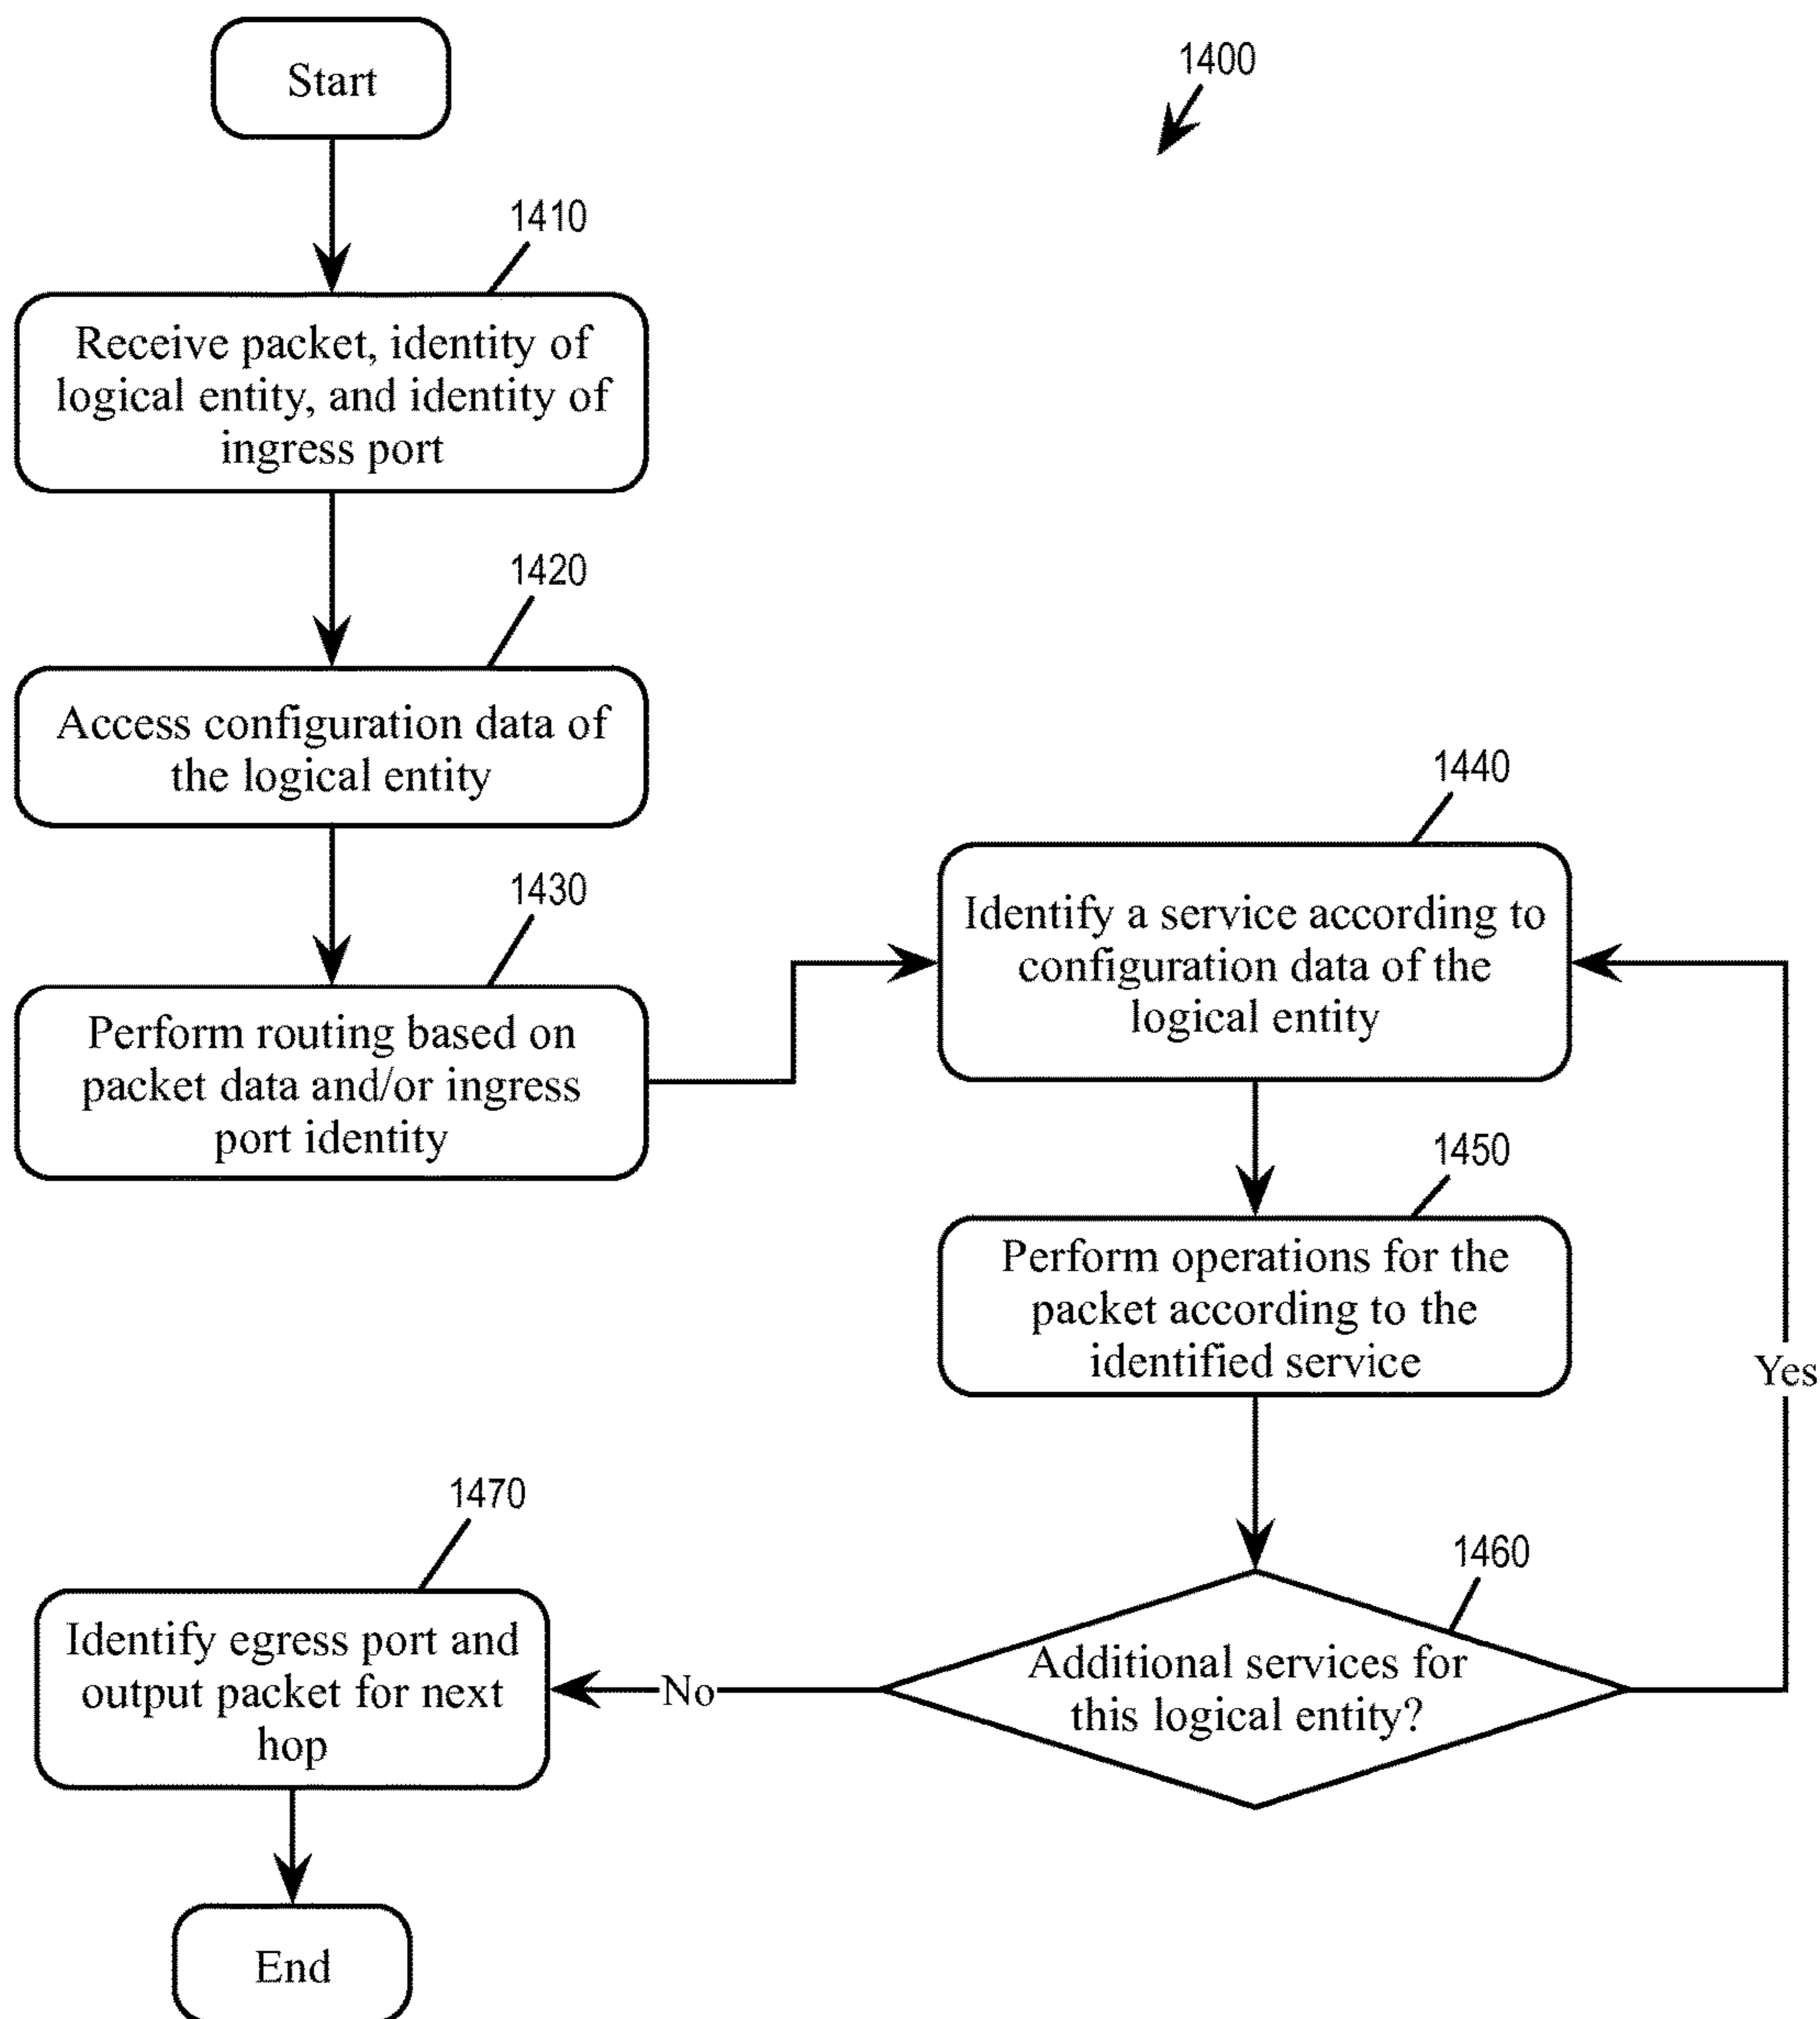 Start
1400
1410
Receive packet, identity of
logical entity, and identity of
ingress port
1420
Access configuration data of
the logical entity
1430
Perform routing based on
packet data and/or ingress
port identity
1440
Identify a service according to
configuration data of the
logical entity
1450
Perform operations for the
packet according to the
identified service
Yes
1460
Additional services for
this logical entity?
No
1470
Identify egress port and
output packet for next
hop
End